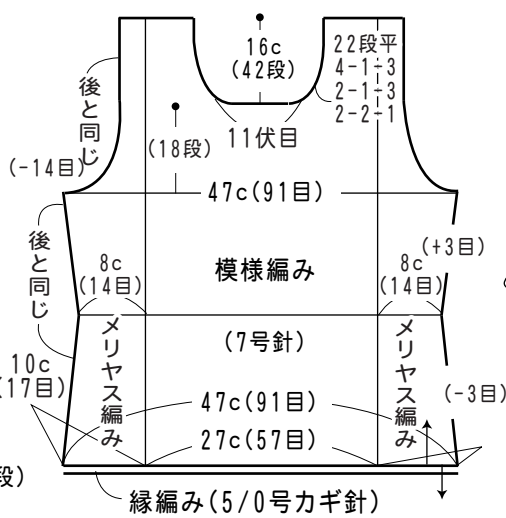 16c
(42段)
22段平
4-1-3
2-1-3
2-2-1
後と同じ
(18段)
11伏目
(-14目)
47c(91目)
後と同じ
8c
(14目)
模様編み
8c
(14目)
(+3目)
メリヤス編み
(7号針)
メリヤス編み
10c
(17目)
47c(91目)
(-3目)
27c(57目)
段)
縁編み(5/0号カギ針)